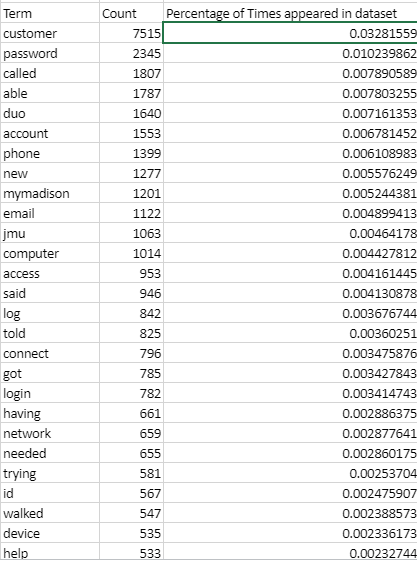 Term Count Percentage of Times appeared in dataset
customer 7515 0.03281559
password 2345 0.010239862
called 1807 0.007890589
able 1787 0.007803255
duo 1640 0.007161353
account 1553 0.006781452
phone 1399 0.006108983
new 1277 0.005576249
mymadison 1201 0.005244381
email 1122 0.004899413
jmu 1063 0.00464178
computer 1014 0.004427812
access 953 0.004161445
said 946 0.004130878
log 842 0.003676744
told 825 0.00360251
connect 796 0.003475876
got 785 0.003427843
login 782 0.003414743
having 661 0.002886375
network 659 0.002877641
needed 655 0.002860175
trying 581 0.00253704
id 567 0.002475907
walked 547 0.002388573
device 535 0.002336173
help 533 0.00232744